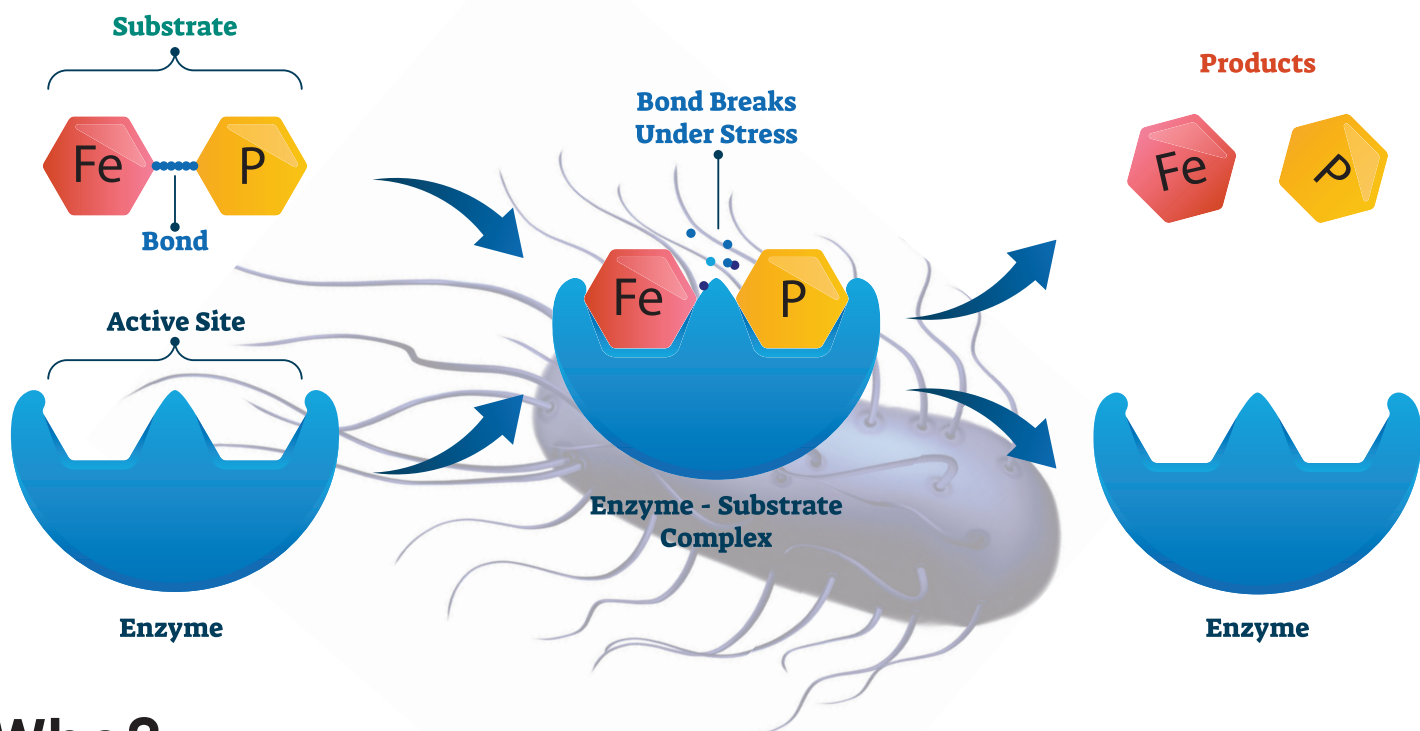 Substrate
Fe
P
Bond
Active Site
Enzyme
Bond Breaks
Under Stress
Fe
P
Enzyme - Substrate
Complex
Products
Fe
P
Enzyme